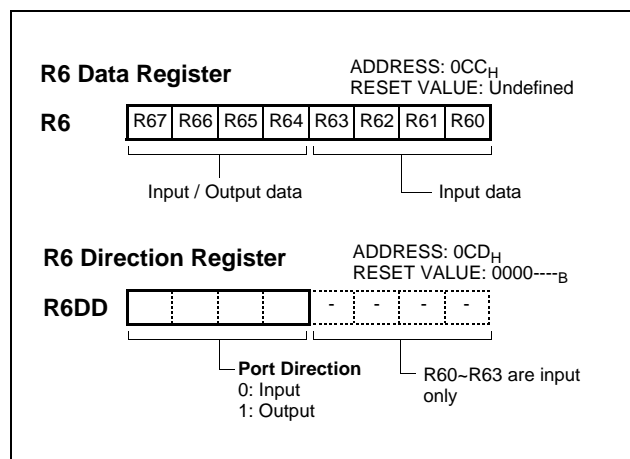 R6 Data Register
ADDRESS: 0CCH
RESET VALUE: Undefined
R6
R67 R66 R65 R64 R63 R62 R61 R60
Input / Output data
Input data
R6 Direction Register
ADDRESS: 0CDH
RESET VALUE: 0000----B
R6DD
- - - -
Port Direction
0: Input
1: Output
R60~R63 are input
only